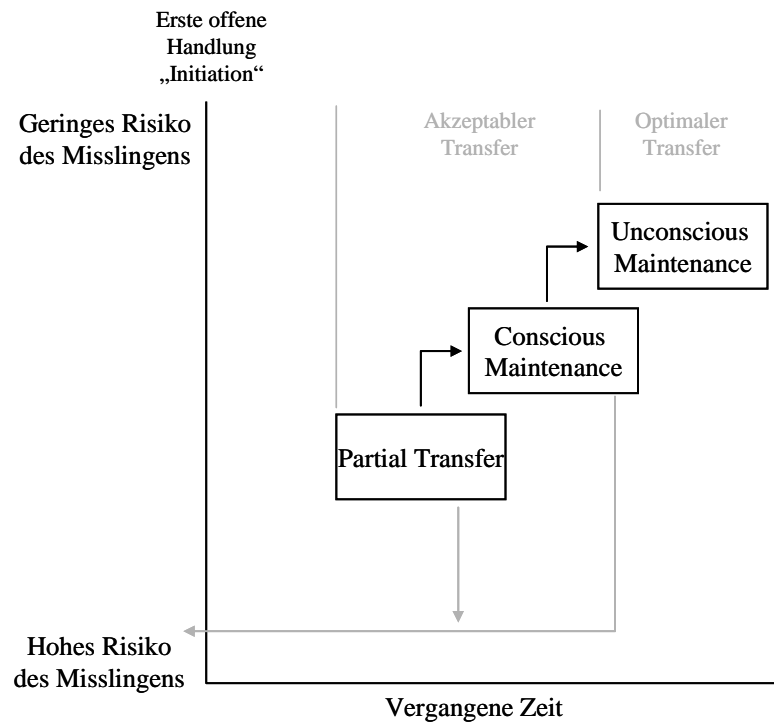 Erste offene
Handlung
„Initiation“
Geringes Risiko
des Misslingens
Akzeptabler
Transfer
Optimaler
Transfer
Unconscious
Maintenance
Conscious
Maintenance
Partial Transfer
Hohes Risiko
des Misslingens
Vergangene Zeit